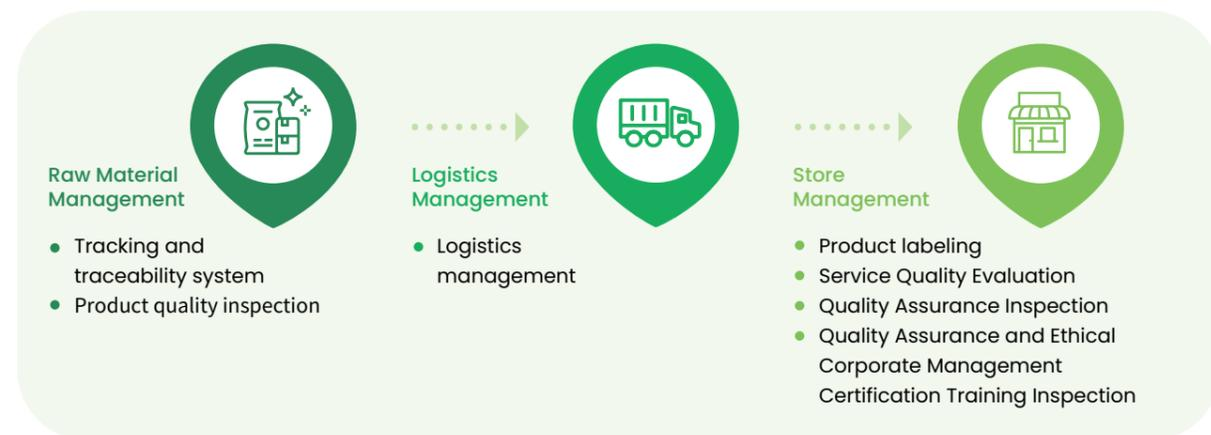 Raw Material
Management
Tracking and
traceability system
Product quality inspection
Logistics
Management
Logistics
management
Store
Management
Product labeling
Service Quality Evaluation
Quality Assurance Inspection
Quality Assurance and Ethical
Corporate Management
Certification Training Inspection